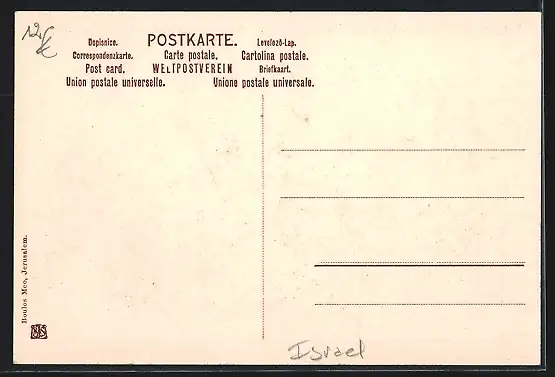 12,-
€
Dopisnice. POSTKARTE. Levelező-Lap.
Correspondenzkarte. Carte postale. Cartolina postale.
Post card. WELTPOSTVEREIN Briefkaart.
Union postale universelle. Unione postale universale.
Boulos Meo, Jerusalem.
Israel